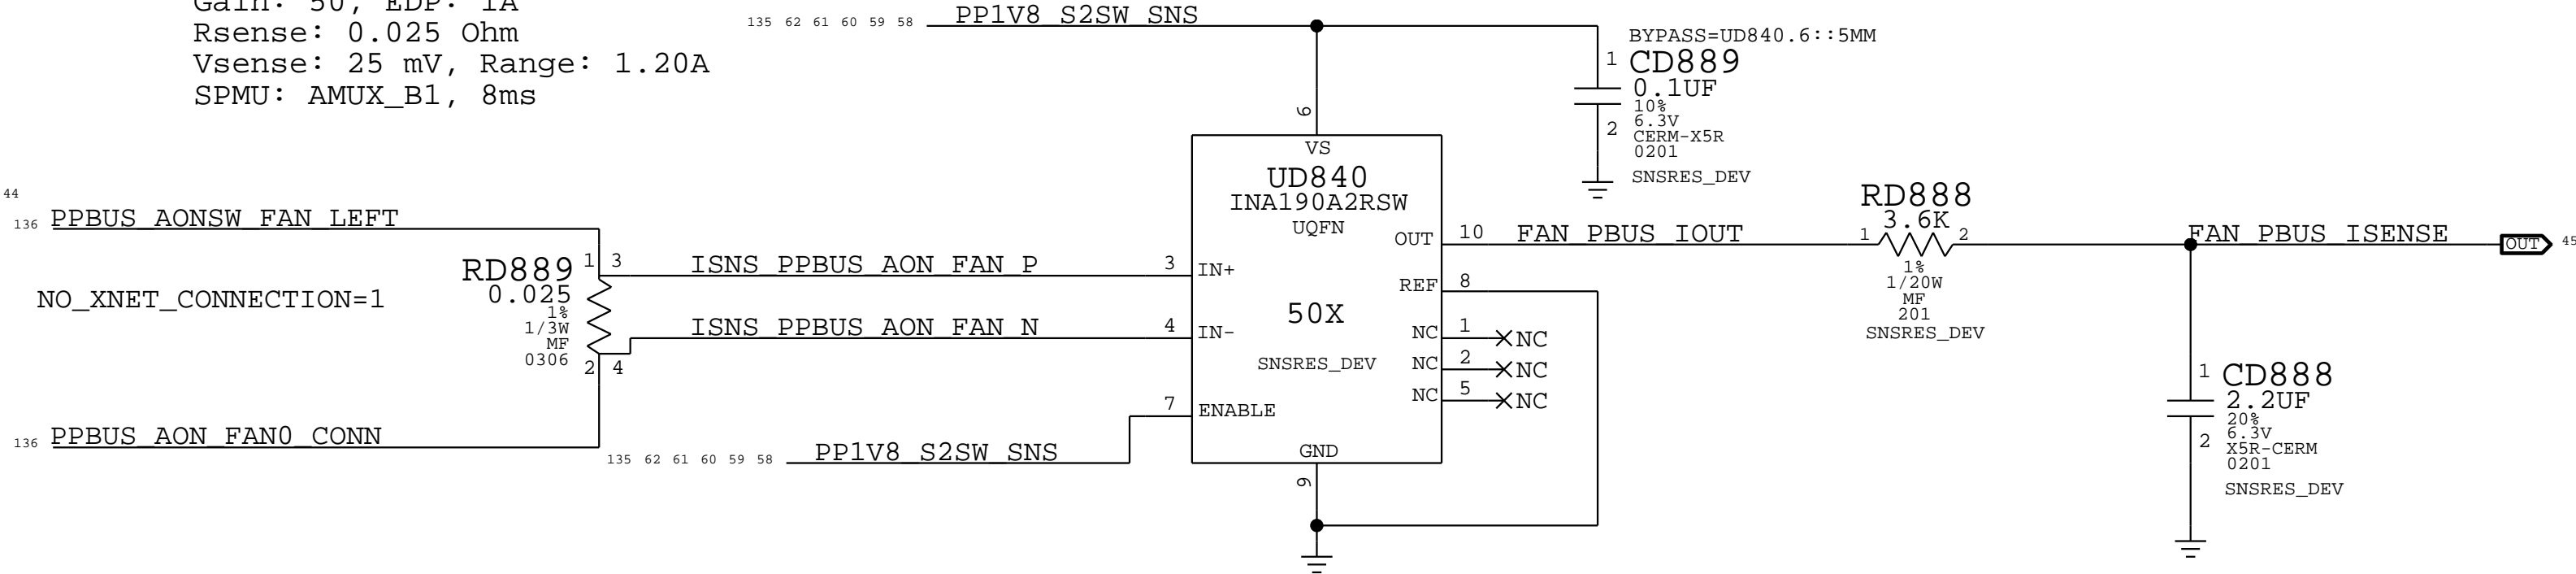 Gain: 50, EDP: 1A
Rsense: 0.025 Ohm
Vsense: 25 mV, Range: 1.20A
SPMU: AMUX_B1, 8ms
135 62 61 60 59 58 PP1V8_S2SW_SNS
BYPASS=UD840.6::5MM
1 CD889
0.1UF
10%
6.3V
2
CERM-X5R
0201
SNSRES_DEV
6
VS
UD840
INA190A2RSW
UQFN
50X
SNSRES_DEV
44
136 PPBUS_AONSW_FAN_LEFT
NO_XNET_CONNECTION=1
RD889 1 3
0.025
1%
1/3W
MF
0306 2 4
136 PPBUS_AON_FAN0_CONN
ISNS_PPBUS_AON_FAN_P 3 IN+
ISNS_PPBUS_AON_FAN_N 4 IN-
7 ENABLE
135 62 61 60 59 58 PP1V8_S2SW_SNS
GND
9
OUT 10 FAN_PBUS_IOUT
REF 8
NC 1 NC
NC 2 NC
NC 5 NC
RD888
3.6K
1 2
1%
1/20W
MF
201
SNSRES_DEV
FAN_PBUS_ISENSE OUT 45
1 CD888
2.2UF
20%
6.3V
2
X5R-CERM
0201
SNSRES_DEV